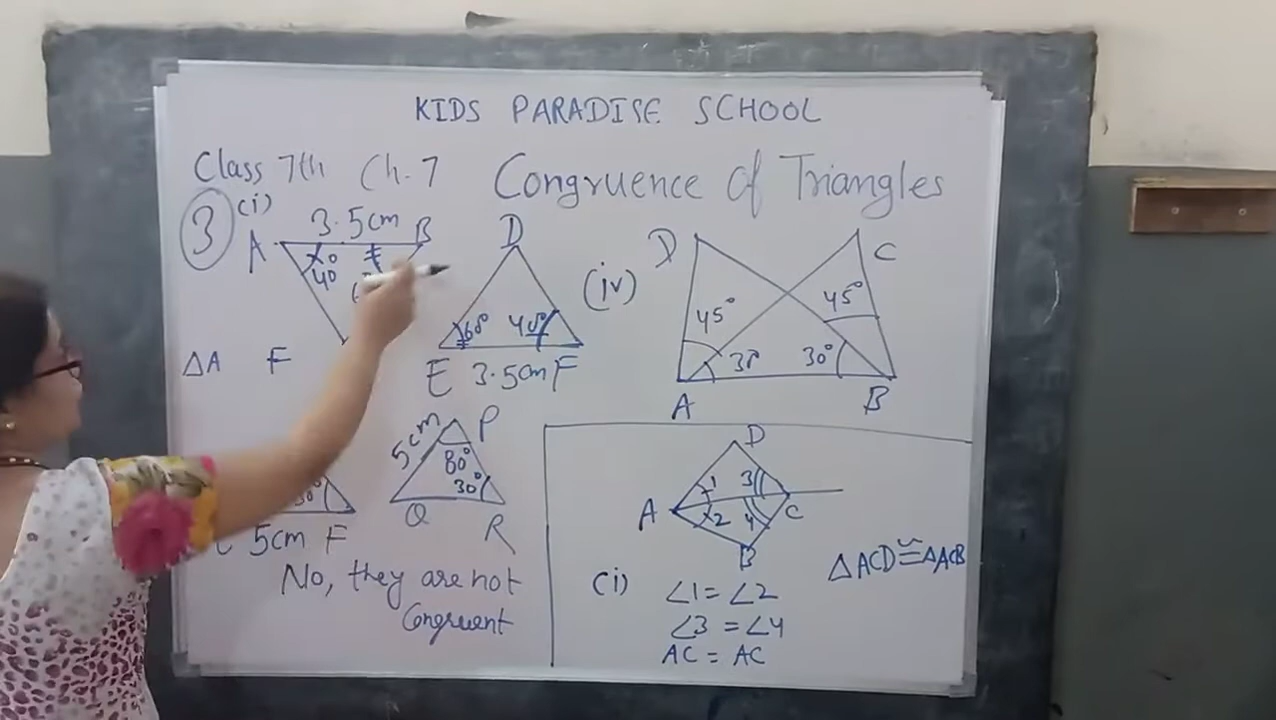 KIDS PARADISE SCHOOL
Class 7th Ch.7 Congruence of Triangles
3 (i)
3.5cm
A B
40°
D
60° 40°
E 3.5cm F
ΔA F
(iv)
D C
45° 45°
30° 30°
A B
5cm P
80°
30°
Q R
30°
5cm F
No, they are not
Congruent
D
1 3
A C
2 4
B
ΔACD ≅ ΔACB
(i) ∠1 = ∠2
∠3 = ∠4
AC = AC